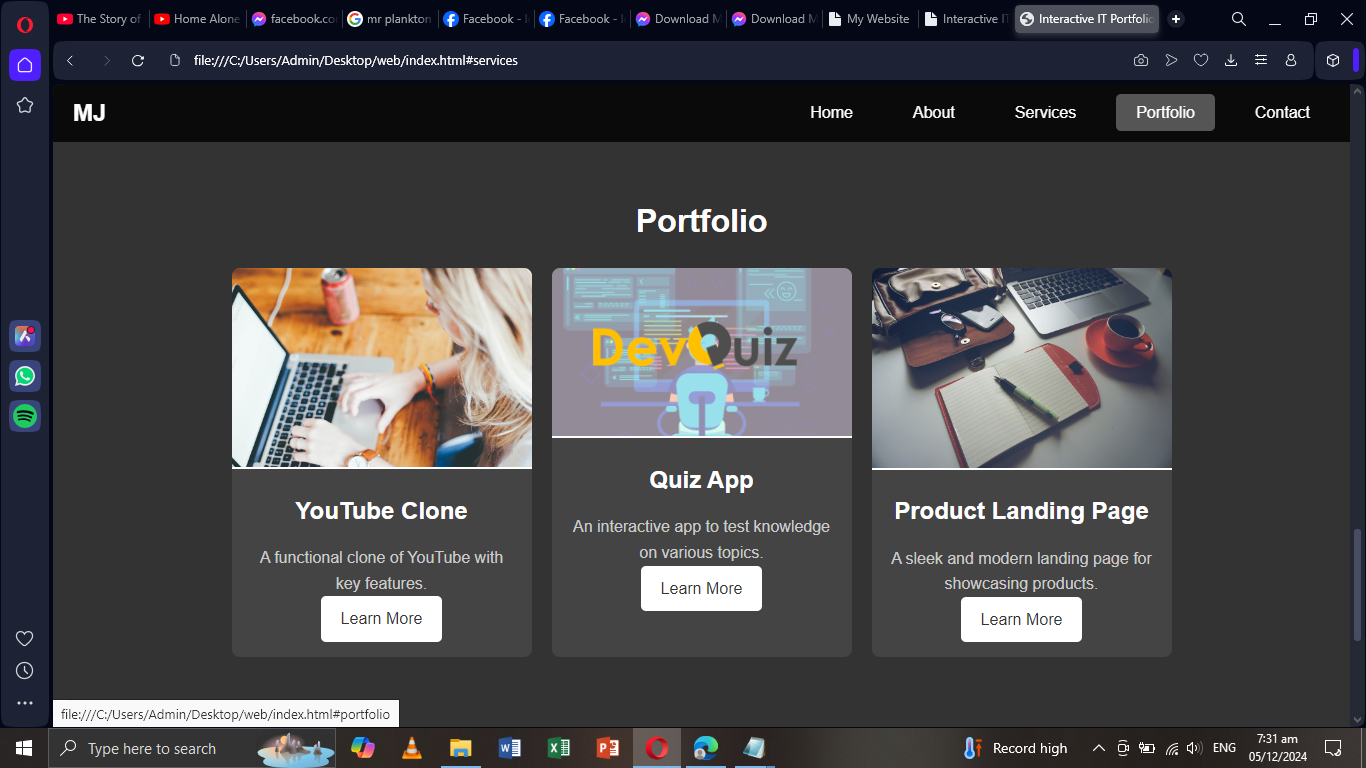 The Story of
Home Alone
facebook.co
mr plankton
Facebook - l
Facebook - l
Download M
Download M
My Website
Interactive I
Interactive IT Portfolio
file:///C:/Users/Admin/Desktop/web/index.html#services
MJ
Home
About
Services
Portfolio
Contact
Portfolio
DevQuiz
YouTube Clone
A functional clone of YouTube with
key features.
Learn More
Quiz App
An interactive app to test knowledge
on various topics.
Learn More
Product Landing Page
A sleek and modern landing page for
showcasing products.
Learn More
file:///C:/Users/Admin/Desktop/web/index.html#portfolio
Type here to search
Record high
ENG
7:31 am
05/12/2024